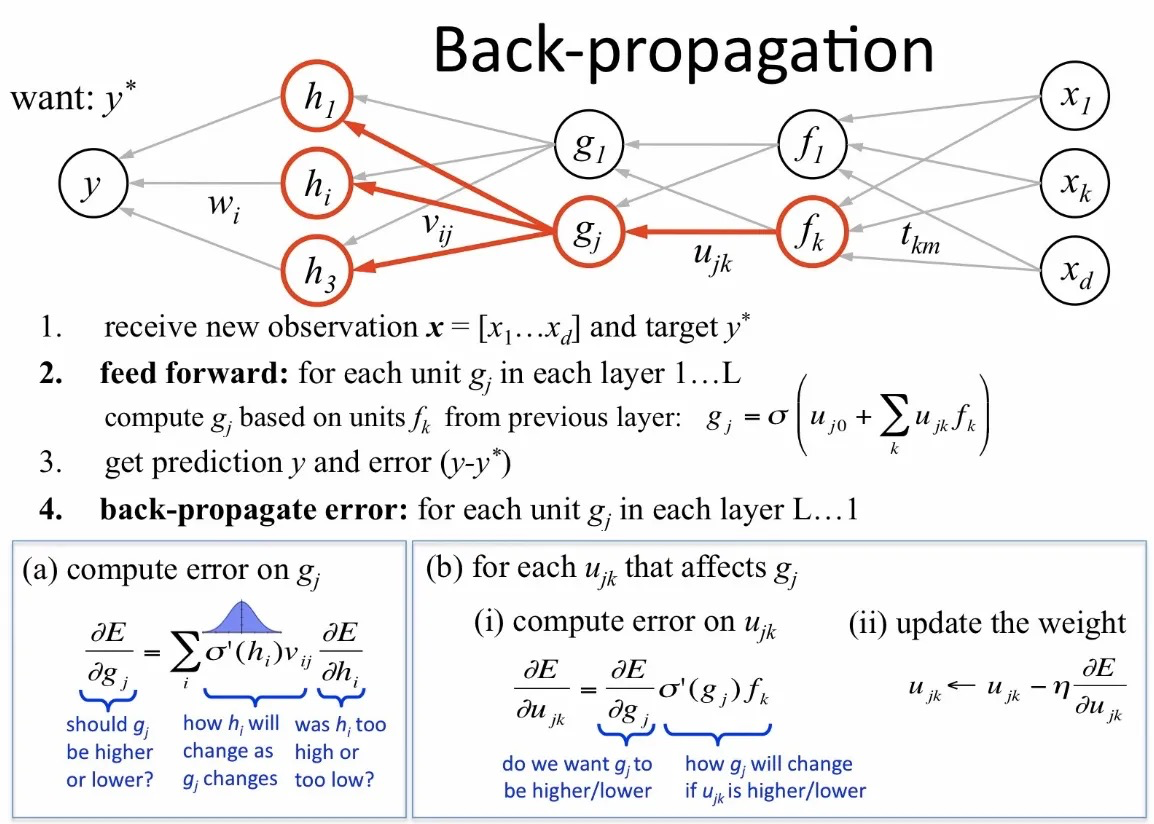 Back-propagation
want: y*
y
h₁
hᵢ
h₃
g₁
gⱼ
f₁
fₖ
x₁
xₖ
x_d
wᵢ
vᵢⱼ
uⱼₖ
tₖₘ
1. receive new observation x = [x₁…x_d] and target y*
2. feed forward: for each unit gⱼ in each layer 1…L
compute gⱼ based on units fₖ from previous layer: gⱼ = σ(uⱼ₀ + ∑ₖ uⱼₖ fₖ)
3. get prediction y and error (y-y*)
4. back-propagate error: for each unit gⱼ in each layer L…1
(a) compute error on gⱼ
∂E/∂gⱼ = ∑ᵢ σ'(hᵢ)vᵢⱼ ∂E/∂hᵢ
should gⱼ
be higher
or lower?
how hᵢ will
change as
gⱼ changes
was hᵢ too
high or
too low?
(b) for each uⱼₖ that affects gⱼ
(i) compute error on uⱼₖ
∂E/∂uⱼₖ = ∂E/∂gⱼ σ'(gⱼ) fₖ
do we want gⱼ to
be higher/lower
how gⱼ will change
if uⱼₖ is higher/lower
(ii) update the weight
uⱼₖ ← uⱼₖ − η ∂E/∂uⱼₖ